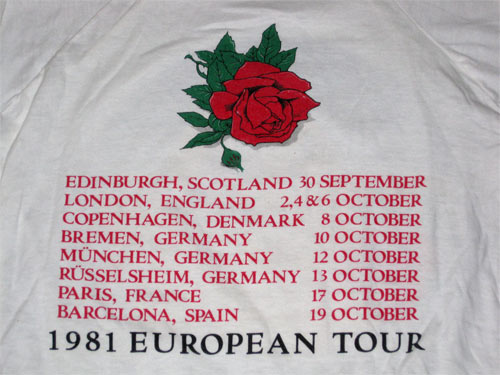 EDINBURGH, SCOTLAND 30 SEPTEMBER
LONDON, ENGLAND 2,4&6 OCTOBER
COPENHAGEN, DENMARK 8 OCTOBER
BREMEN, GERMANY 10 OCTOBER
MÜNCHEN, GERMANY 12 OCTOBER
RÜSSELSHEIM, GERMANY 13 OCTOBER
PARIS, FRANCE 17 OCTOBER
BARCELONA, SPAIN 19 OCTOBER
1981 EUROPEAN TOUR